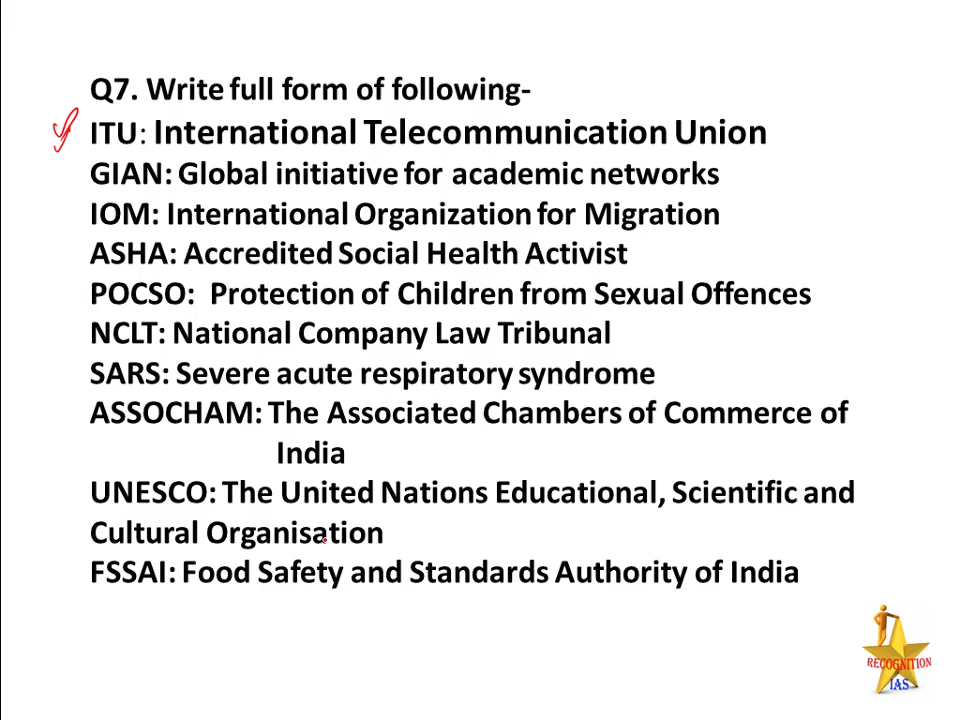 Q7. Write full form of following-
ITU: International Telecommunication Union
GIAN: Global initiative for academic networks
IOM: International Organization for Migration
ASHA: Accredited Social Health Activist
POCSO:  Protection of Children from Sexual Offences
NCLT: National Company Law Tribunal
SARS: Severe acute respiratory syndrome
ASSOCHAM: The Associated Chambers of Commerce of
India
UNESCO: The United Nations Educational, Scientific and
Cultural Organisation
FSSAI: Food Safety and Standards Authority of India
RECOGNITION
IAS